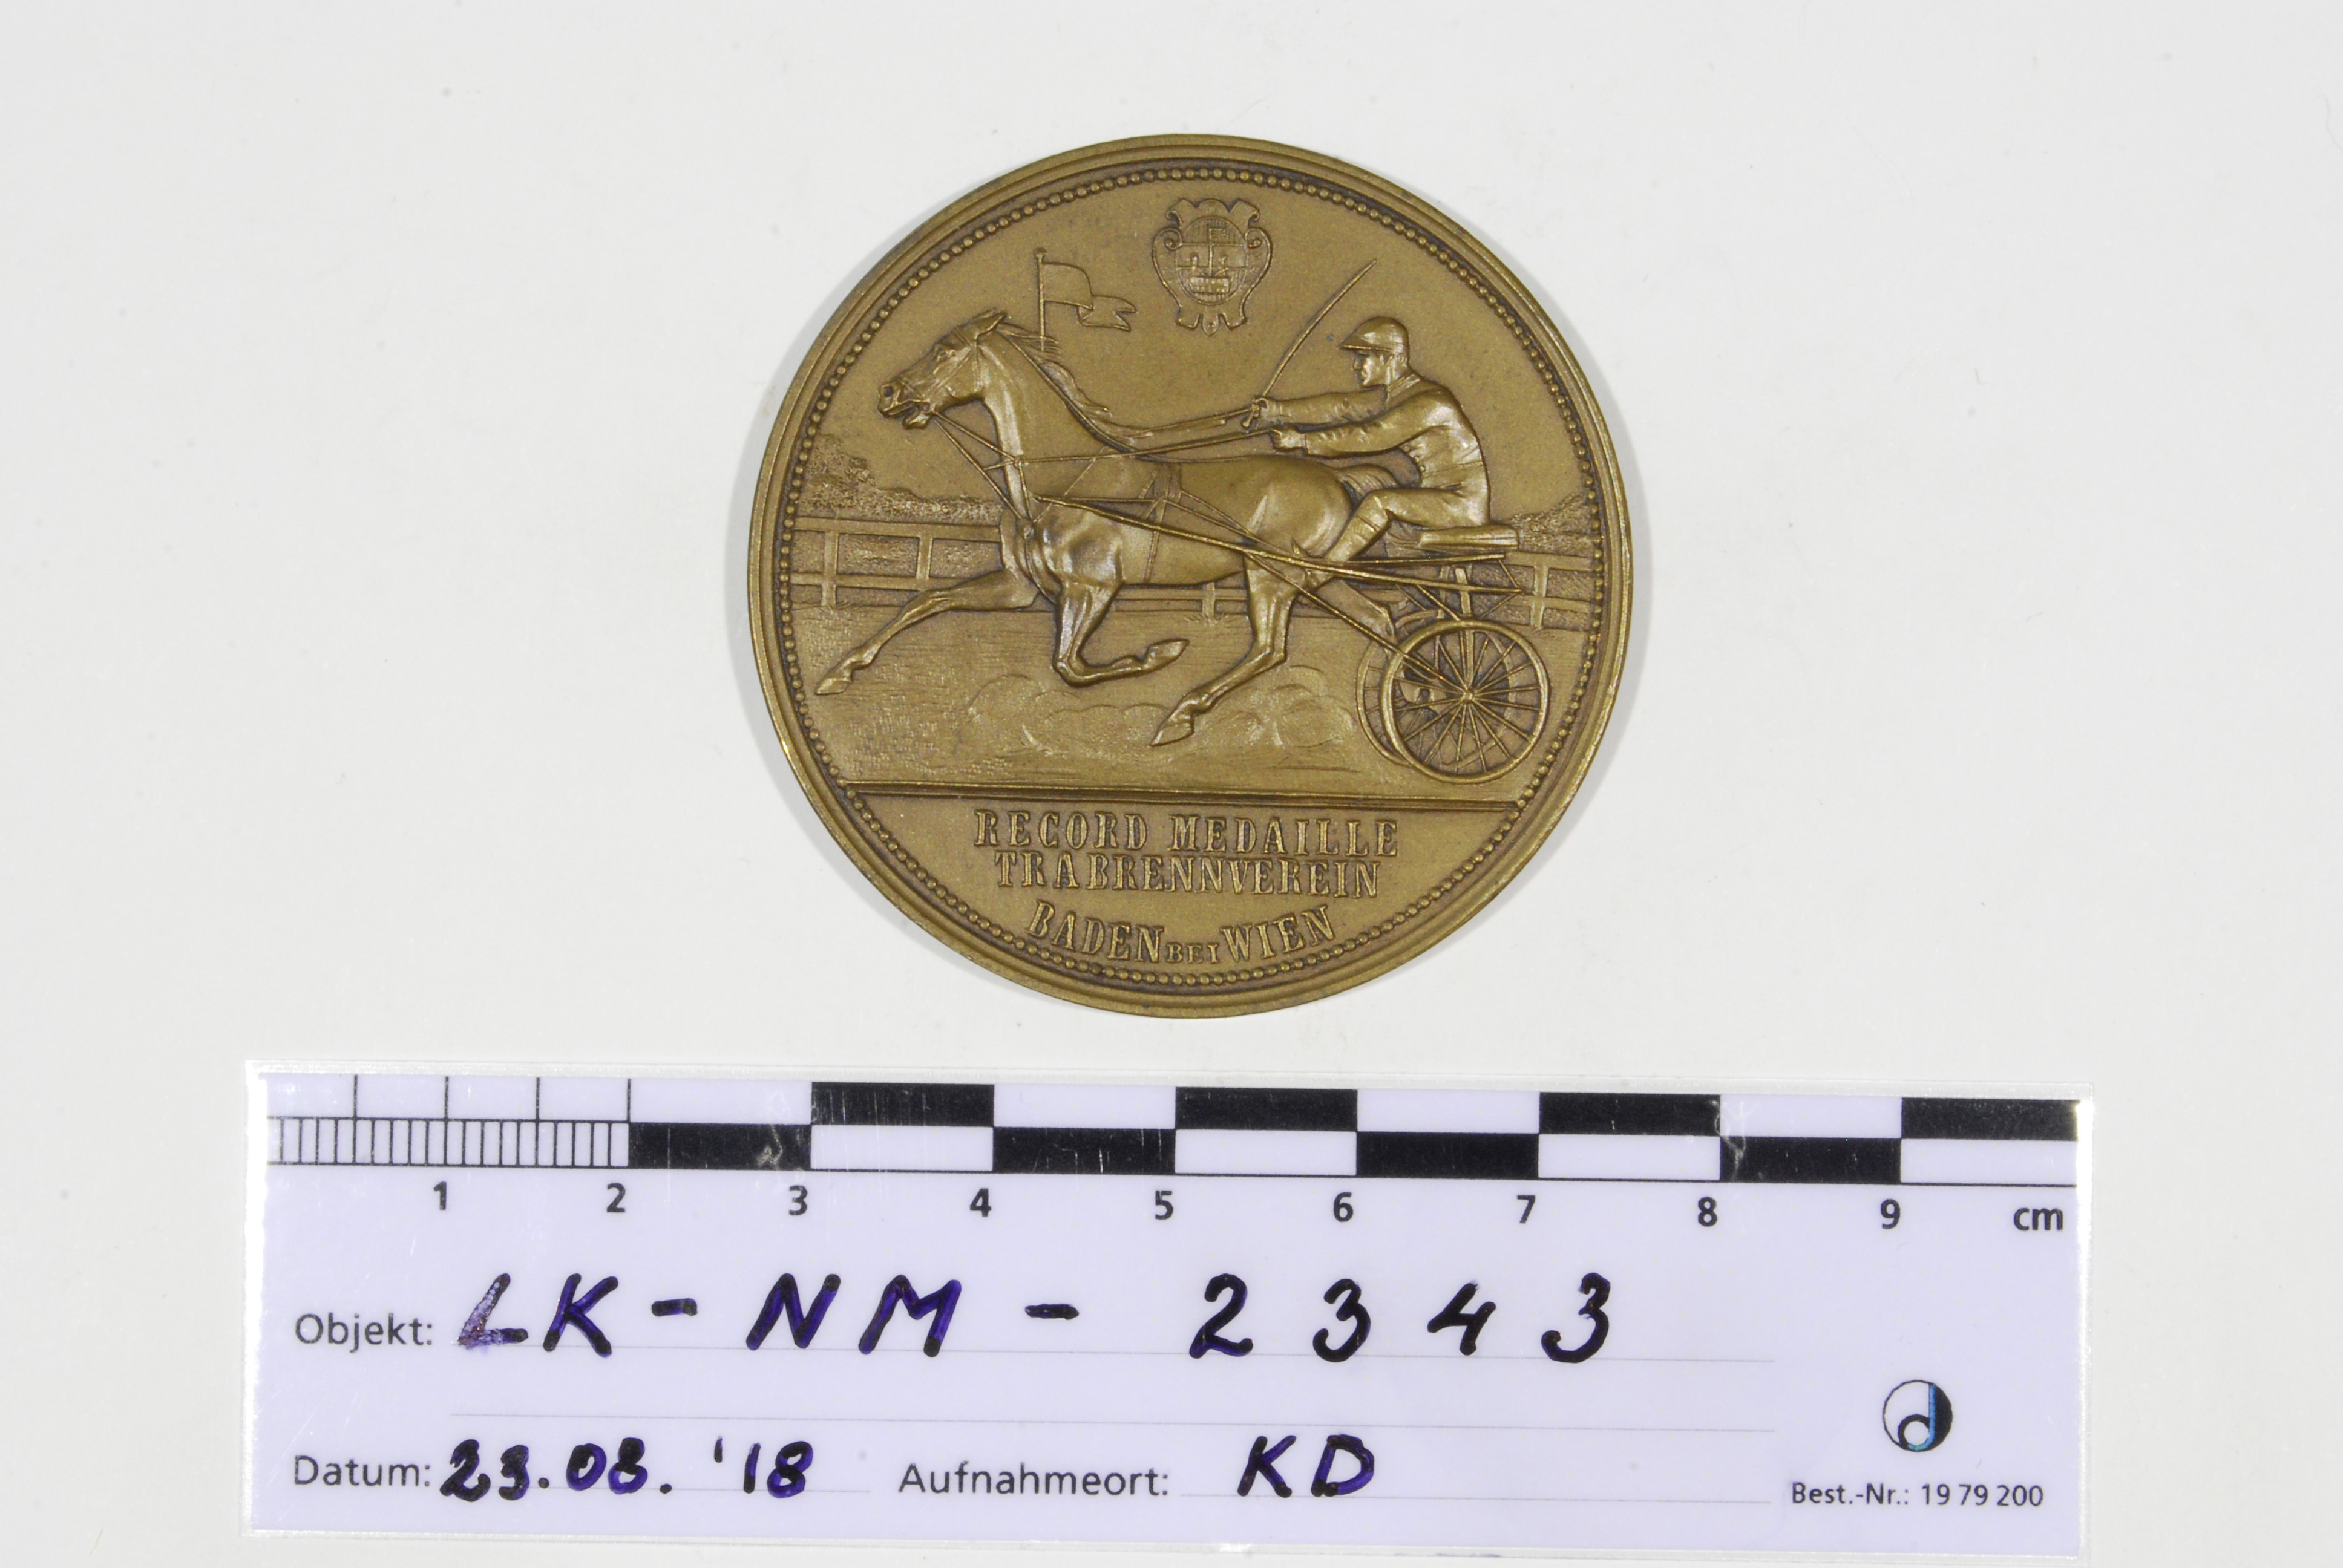 RECORD MEDAILLE
TRABRENNVEREIN
BADEN BEI WIEN
1 2 3 4 5 6 7 8 9 cm
Objekt: LK-NM-2343
Datum: 23.08.'18 Aufnahmeort: KD
Best.-Nr.: 19 79 200